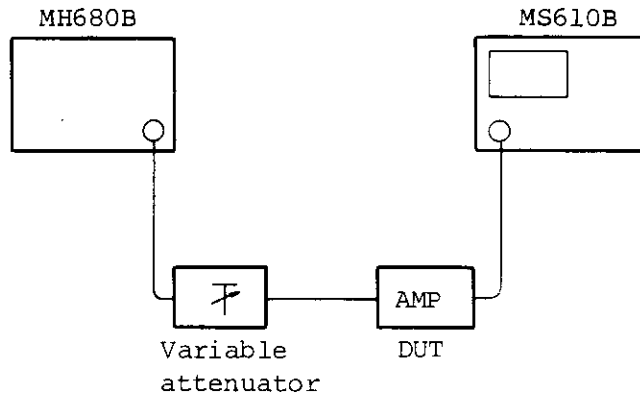 MH680B
MS610B
AMP
Variable
attenuator
DUT